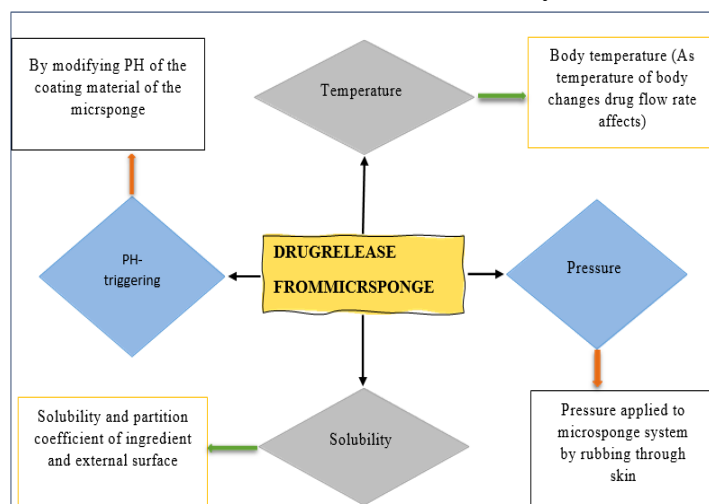 By modifying PH of the
coating material of the
micrsponge
Temperature
Body temperature (As
temperature of body
changes drug flow rate
affects)
PH-
triggering
DRUGRELEASE
FROMMICRSPONGE
Pressure
Solubility and partition
coefficient of ingredient
and external surface
Solubility
Pressure applied to
microsponge system
by rubbing through
skin